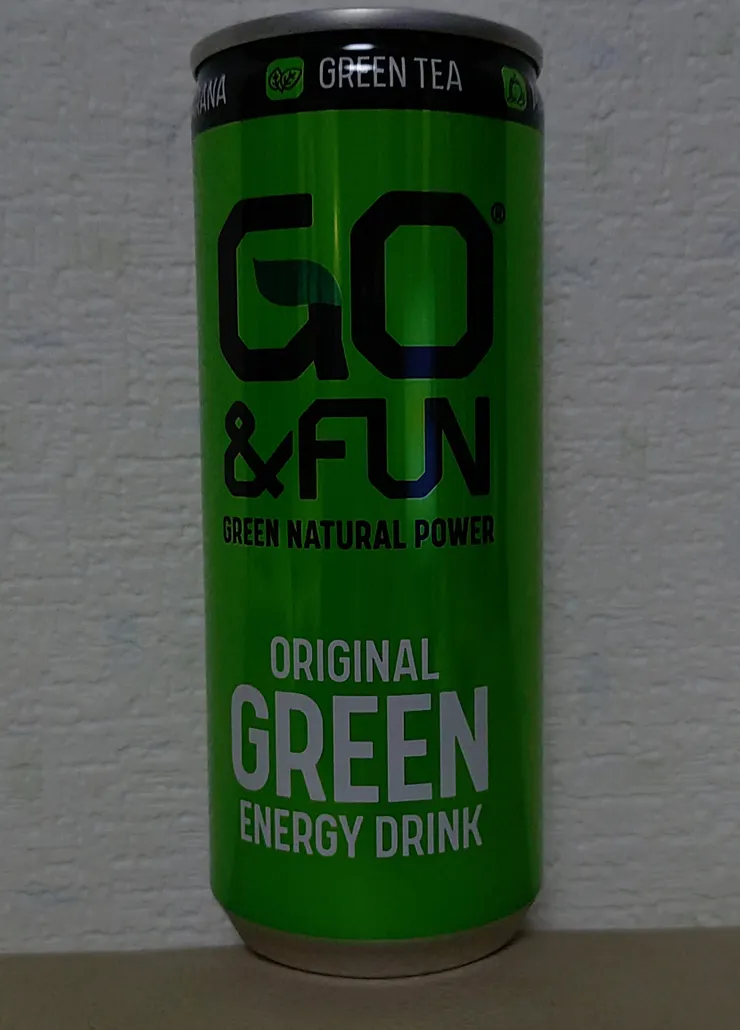 GREEN TEA
GO®
&FUN
GREEN NATURAL POWER
ORIGINAL
GREEN
ENERGY DRINK